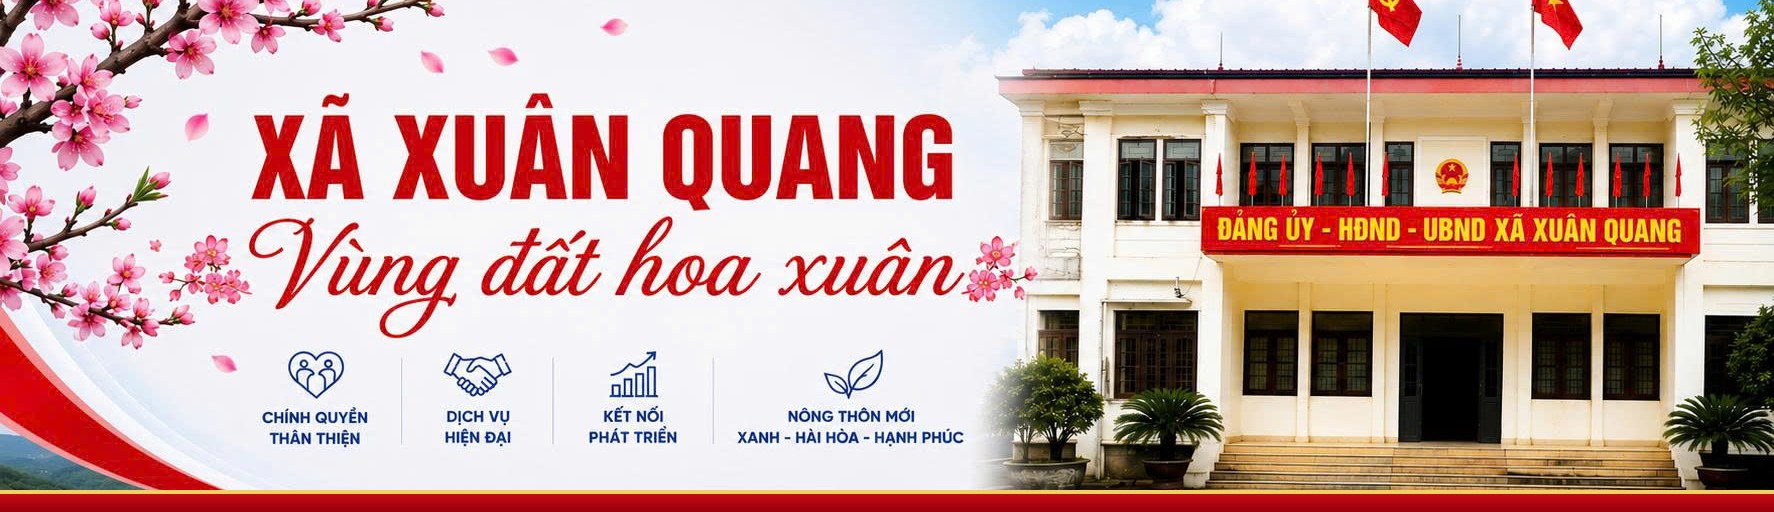 XÃ XUÂN QUANG
Vùng đất hoa xuân
CHÍNH QUYỀN
THÂN THIỆN
DỊCH VỤ
HIỆN ĐẠI
KẾT NỐI
PHÁT TRIỂN
NÔNG THÔN MỚI
XANH - HÀI HÒA - HẠNH PHÚC
ĐẢNG ỦY - HĐND - UBND XÃ XUÂN QUANG